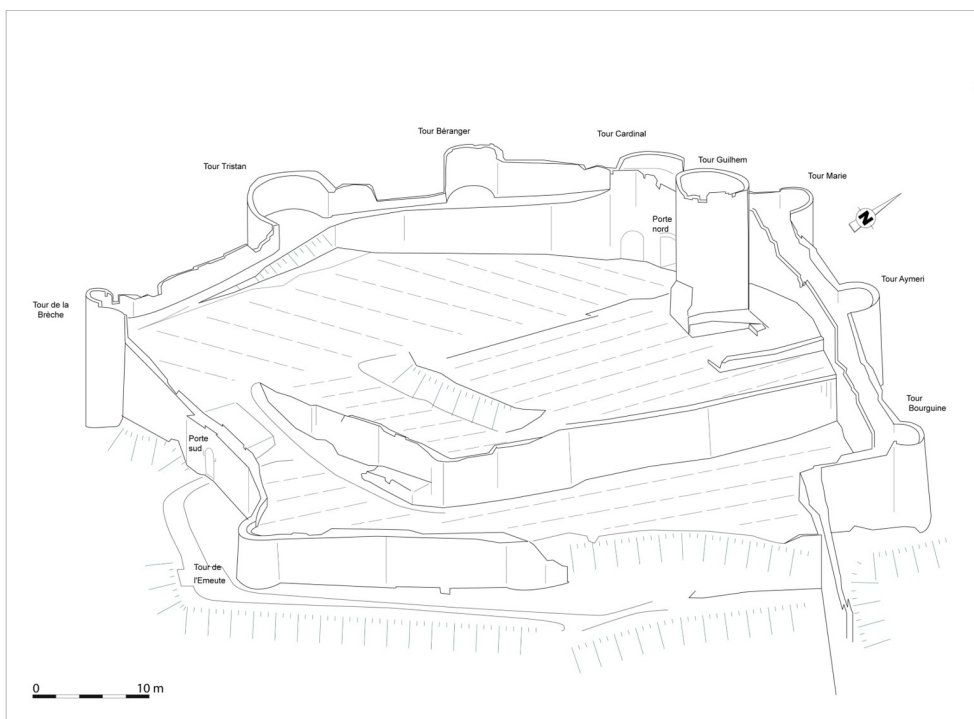 Tour Béranger
Tour Cardinal
Tour Tristan
Tour Guilhem
Tour Marie
Porte
nord
N
Tour Aymeri
Tour de la
Brèche
Tour
Bourguine
Porte
sud
Tour de
l'Emeute
0 10 m